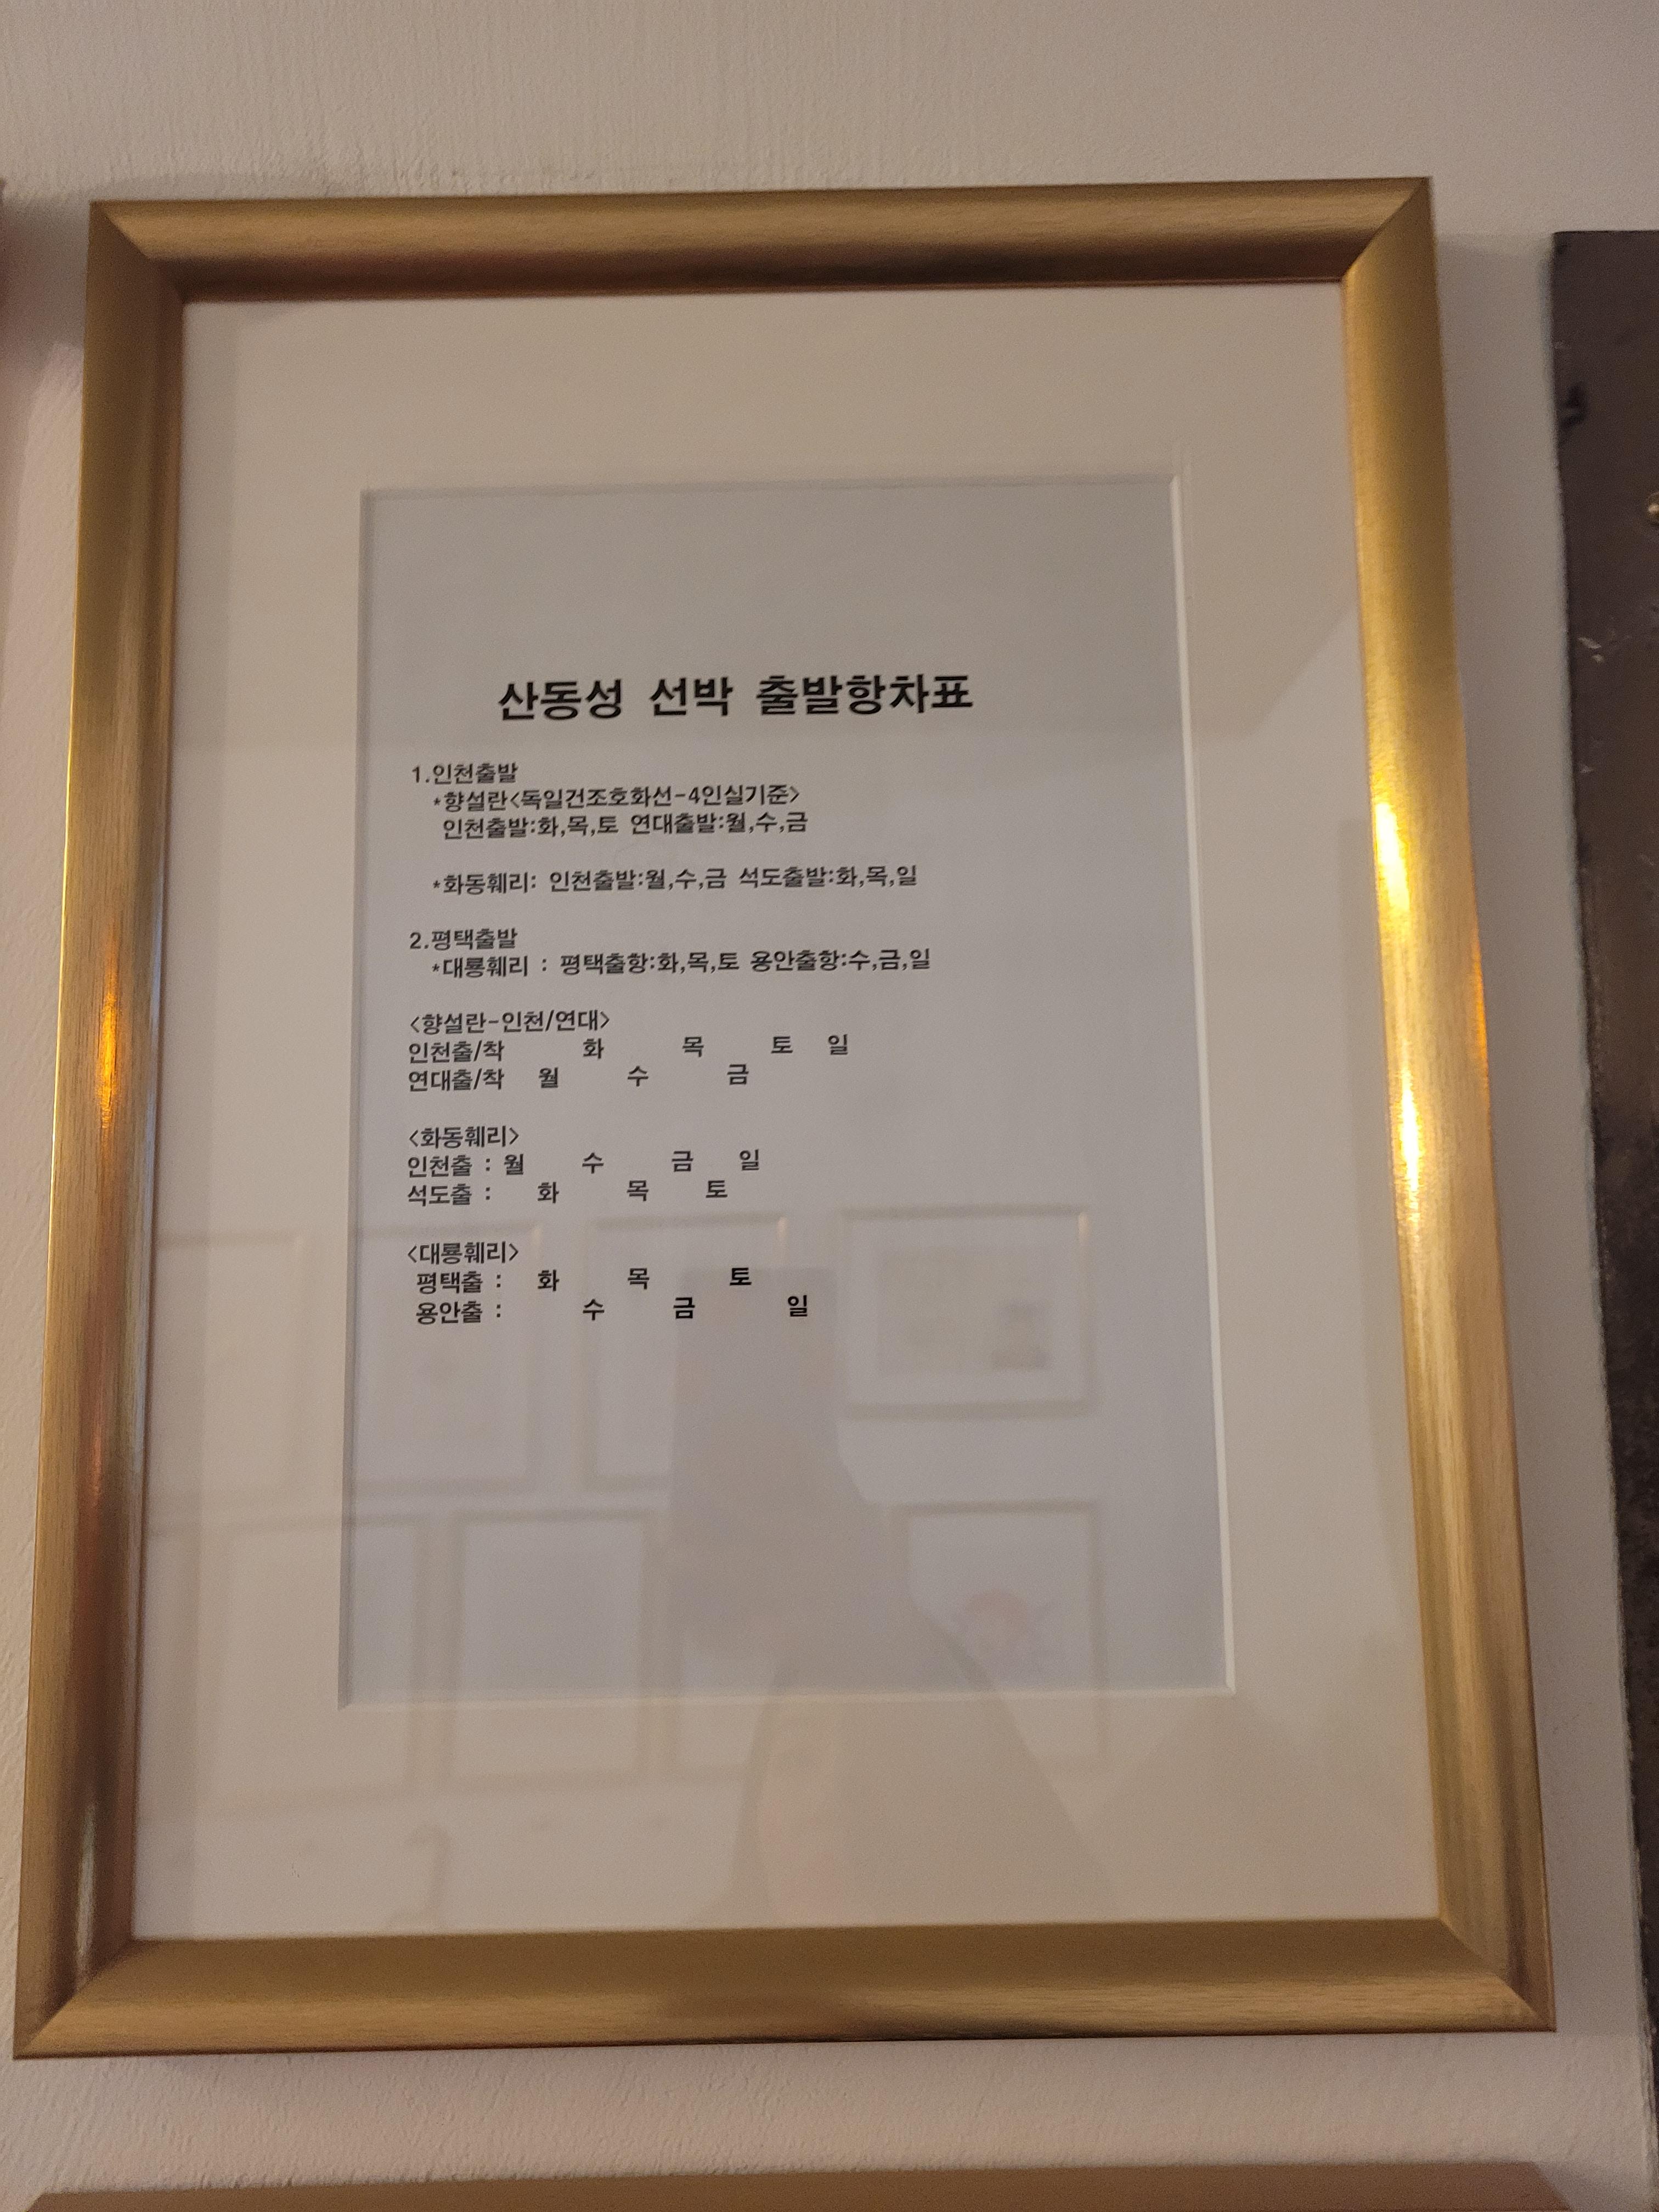 산동성 선박 출발항차표
1.인천출발
*향설란<독일건조호화선-4인실기준>
인천출발:화,목,토 연대출발:월,수,금
*화동훼리: 인천출발:월,수,금 석도출발:화,목,일
2.평택출발
*대룡훼리 : 평택출항:화,목,토 용안출항:수,금,일
<향설란-인천/연대>
인천출/착 화 목 토 일
연대출/착 월 수 금
<화동훼리>
인천출 : 월 수 금 일
석도출 : 화 목 토
<대룡훼리>
평택출 : 화 목 토
용안출 : 수 금 일